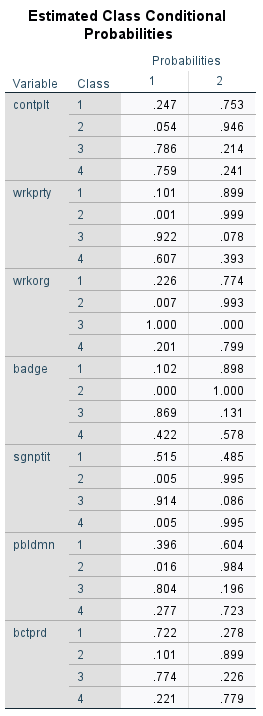 Estimated Class Conditional
Probabilities
Probabilities
Variable Class 1 2
contplt 1 .247 .753
2 .054 .946
3 .786 .214
4 .759 .241
wrkprty 1 .101 .899
2 .001 .999
3 .922 .078
4 .607 .393
wrkorg 1 .226 .774
2 .007 .993
3 1.000 .000
4 .201 .799
badge 1 .102 .898
2 .000 1.000
3 .869 .131
4 .422 .578
sgnptit 1 .515 .485
2 .005 .995
3 .914 .086
4 .005 .995
pbldmn 1 .396 .604
2 .016 .984
3 .804 .196
4 .277 .723
bctprd 1 .722 .278
2 .101 .899
3 .774 .226
4 .221 .779